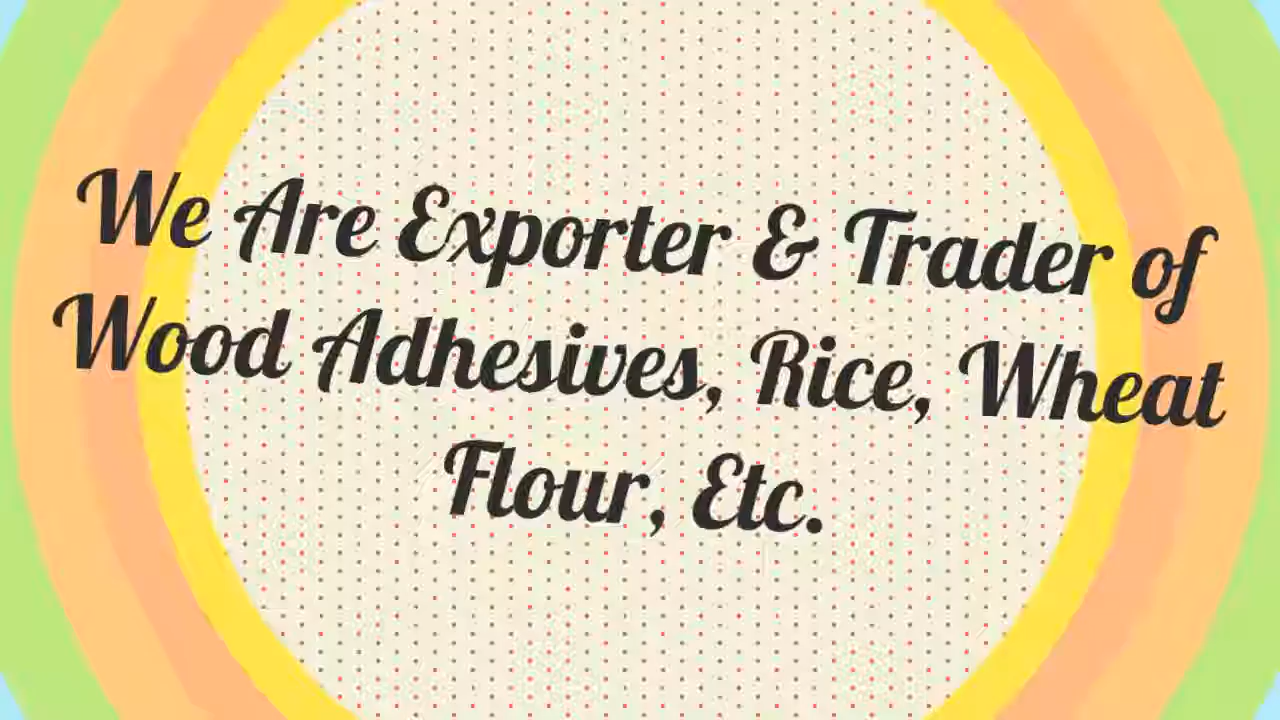 We Are Exporter & Trader of
Wood Adhesives, Rice, Wheat
Flour, Etc.